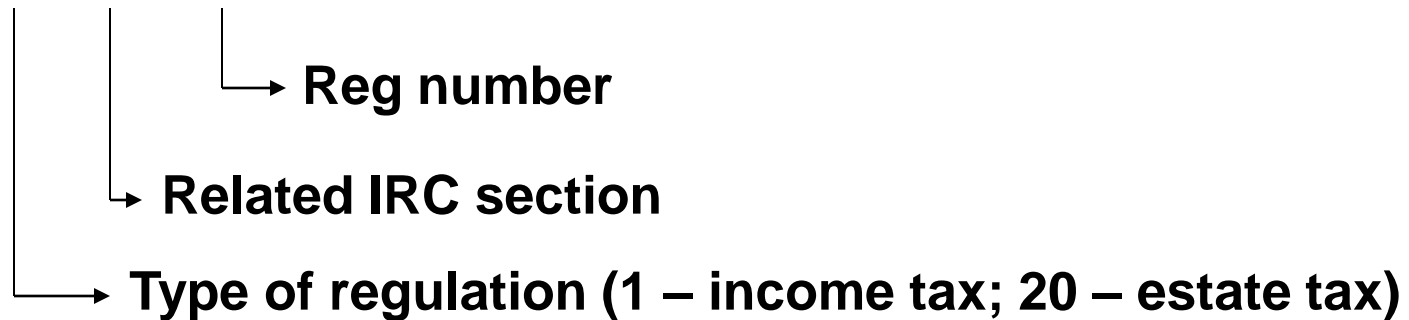 Reg number
Related IRC section
Type of regulation (1 – income tax; 20 – estate tax)